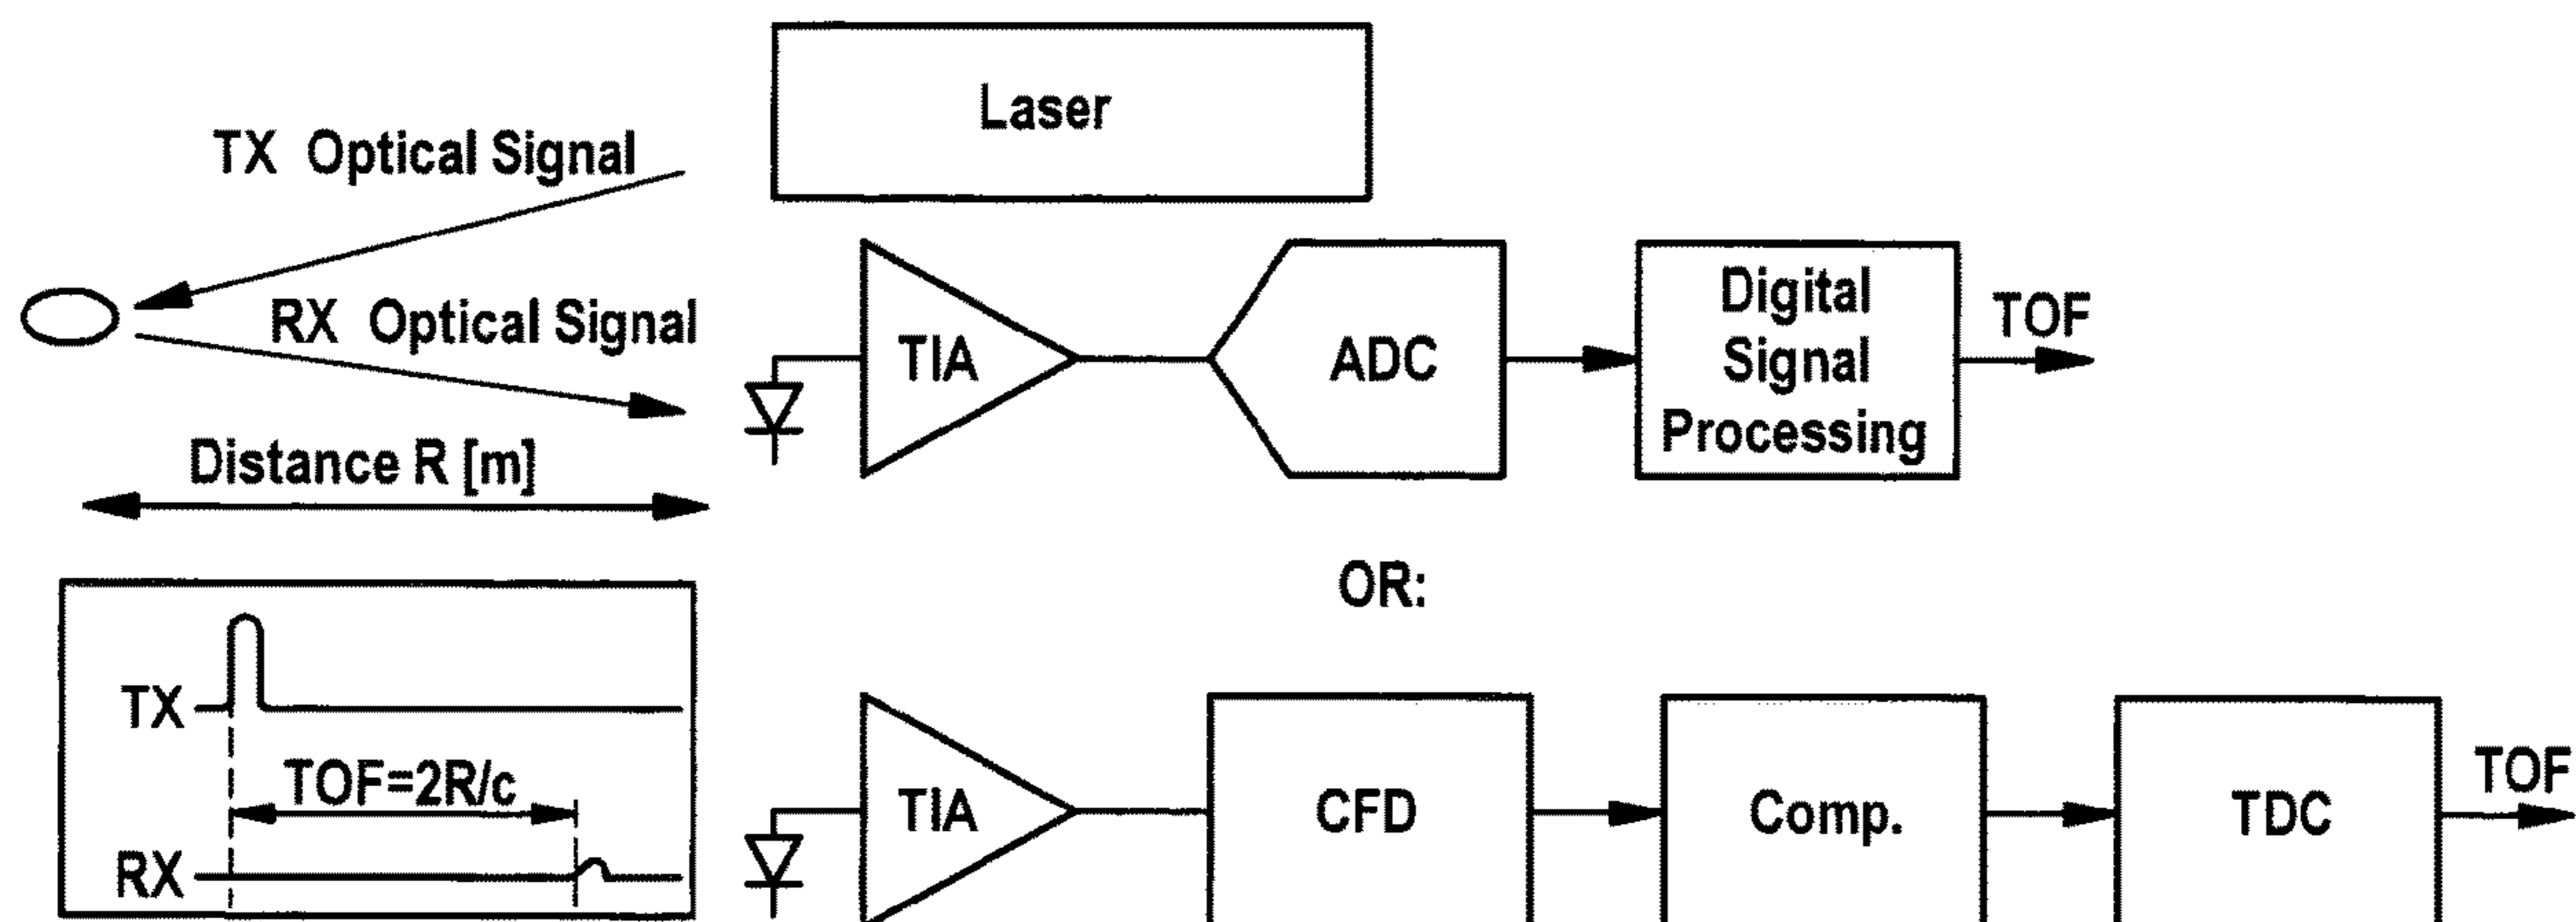 Laser
TX Optical Signal
RX Optical Signal
Distance R [m]
TIA
ADC
Digital
Signal
Processing
TOF
OR:
TX
TOF=2R/c
RX
TIA
CFD
Comp.
TDC
TOF